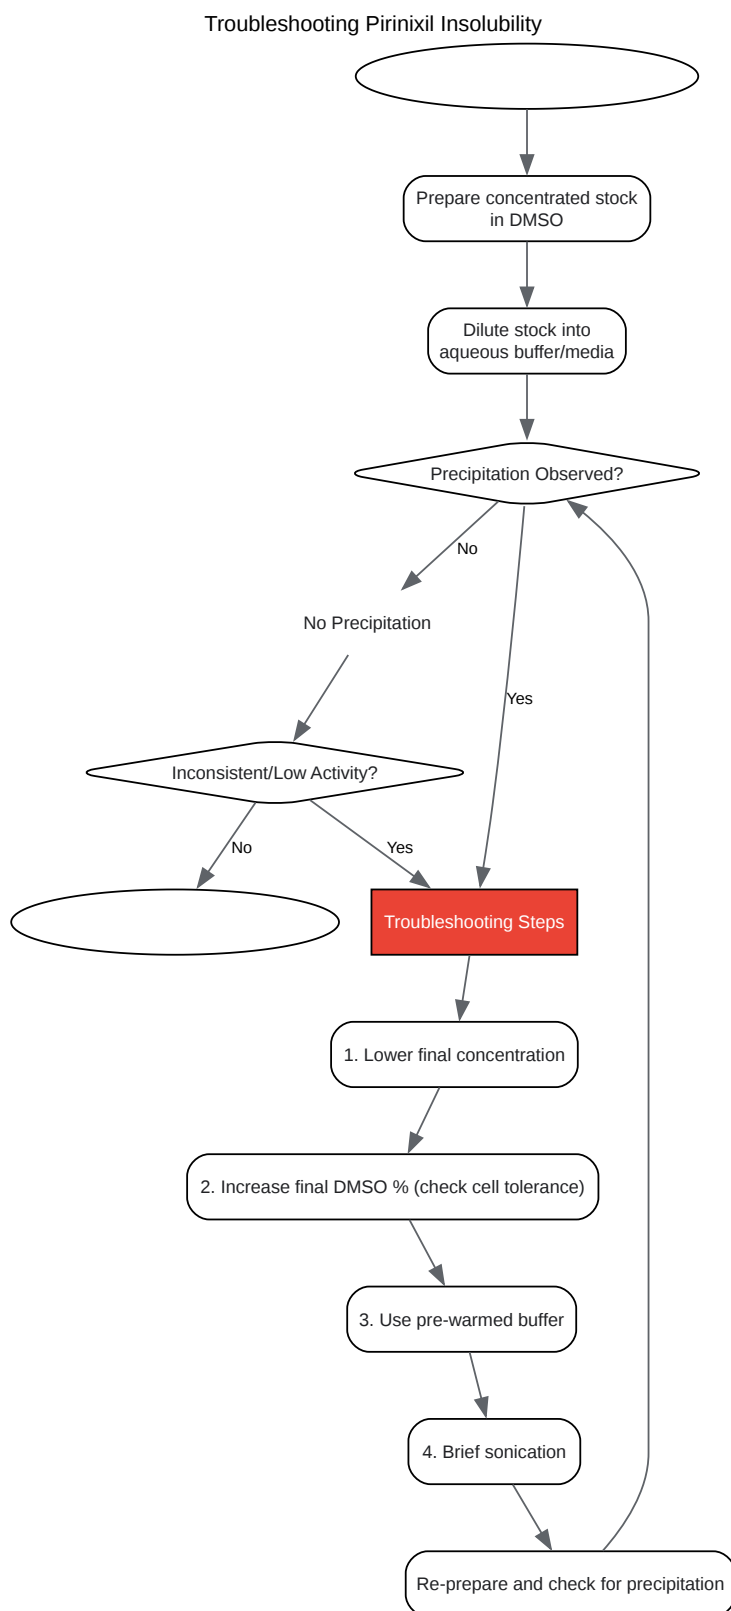 Troubleshooting Pirinixil Insolubility
Prepare concentrated stock
in DMSO
Dilute stock into
aqueous buffer/media
Precipitation Observed?
No
No Precipitation
Yes
Inconsistent/Low Activity?
No
Yes
Troubleshooting Steps
1. Lower final concentration
2. Increase final DMSO % (check cell tolerance)
3. Use pre-warmed buffer
4. Brief sonication
Re-prepare and check for precipitation